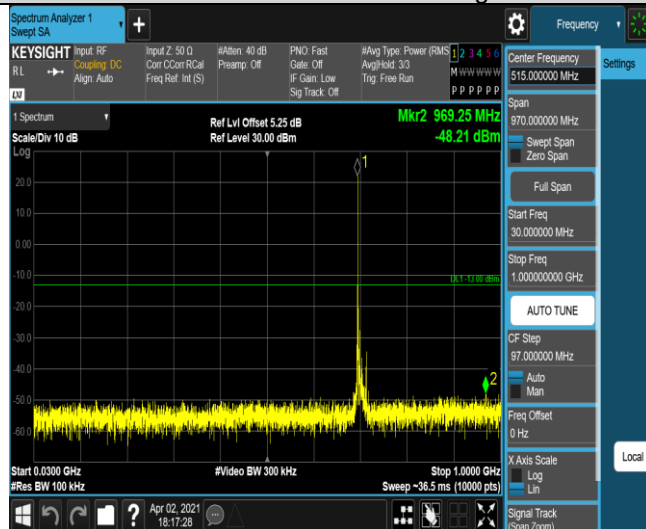 Spectrum Analyzer 1
Swept SA
Frequency
KEYSIGHT
RL
LXI
Input: RF
Coupling: DC
Align: Auto
Input Z: 50 Ω
Corr CCorr RCal
Freq Ref: Int (S)
#Atten: 40 dB
Preamp: Off
PNO: Fast
Gate: Off
IF Gain: Low
Sig Track: Off
#Avg Type: Power (RMS
Avg|Hold: 3/3
Trig: Free Run
1 2 3 4 5 6
M W W W W W
P P P P P P
1 Spectrum
Scale/Div 10 dB
Log
Ref Lvl Offset 5.25 dB
Ref Level 30.00 dBm
Mkr2 969.25 MHz
-48.21 dBm
20.0
10.0
0.00
-10.0
-20.0
-30.0
-40.0
-50.0
-60.0
1
DL1 -13.00 dBm
2
Start 0.0300 GHz
#Res BW 100 kHz
#Video BW 300 kHz
Stop 1.0000 GHz
Sweep ~36.5 ms (10000 pts)
Apr 02, 2021
18:17:28
Center Frequency
515.000000 MHz
Settings
Span
970.000000 MHz
Swept Span
Zero Span
Full Span
Start Freq
30.000000 MHz
Stop Freq
1.000000000 GHz
AUTO TUNE
CF Step
97.000000 MHz
Auto
Man
Freq Offset
0 Hz
X Axis Scale
Log
Lin
Local
Signal Track
(Span Zoom)